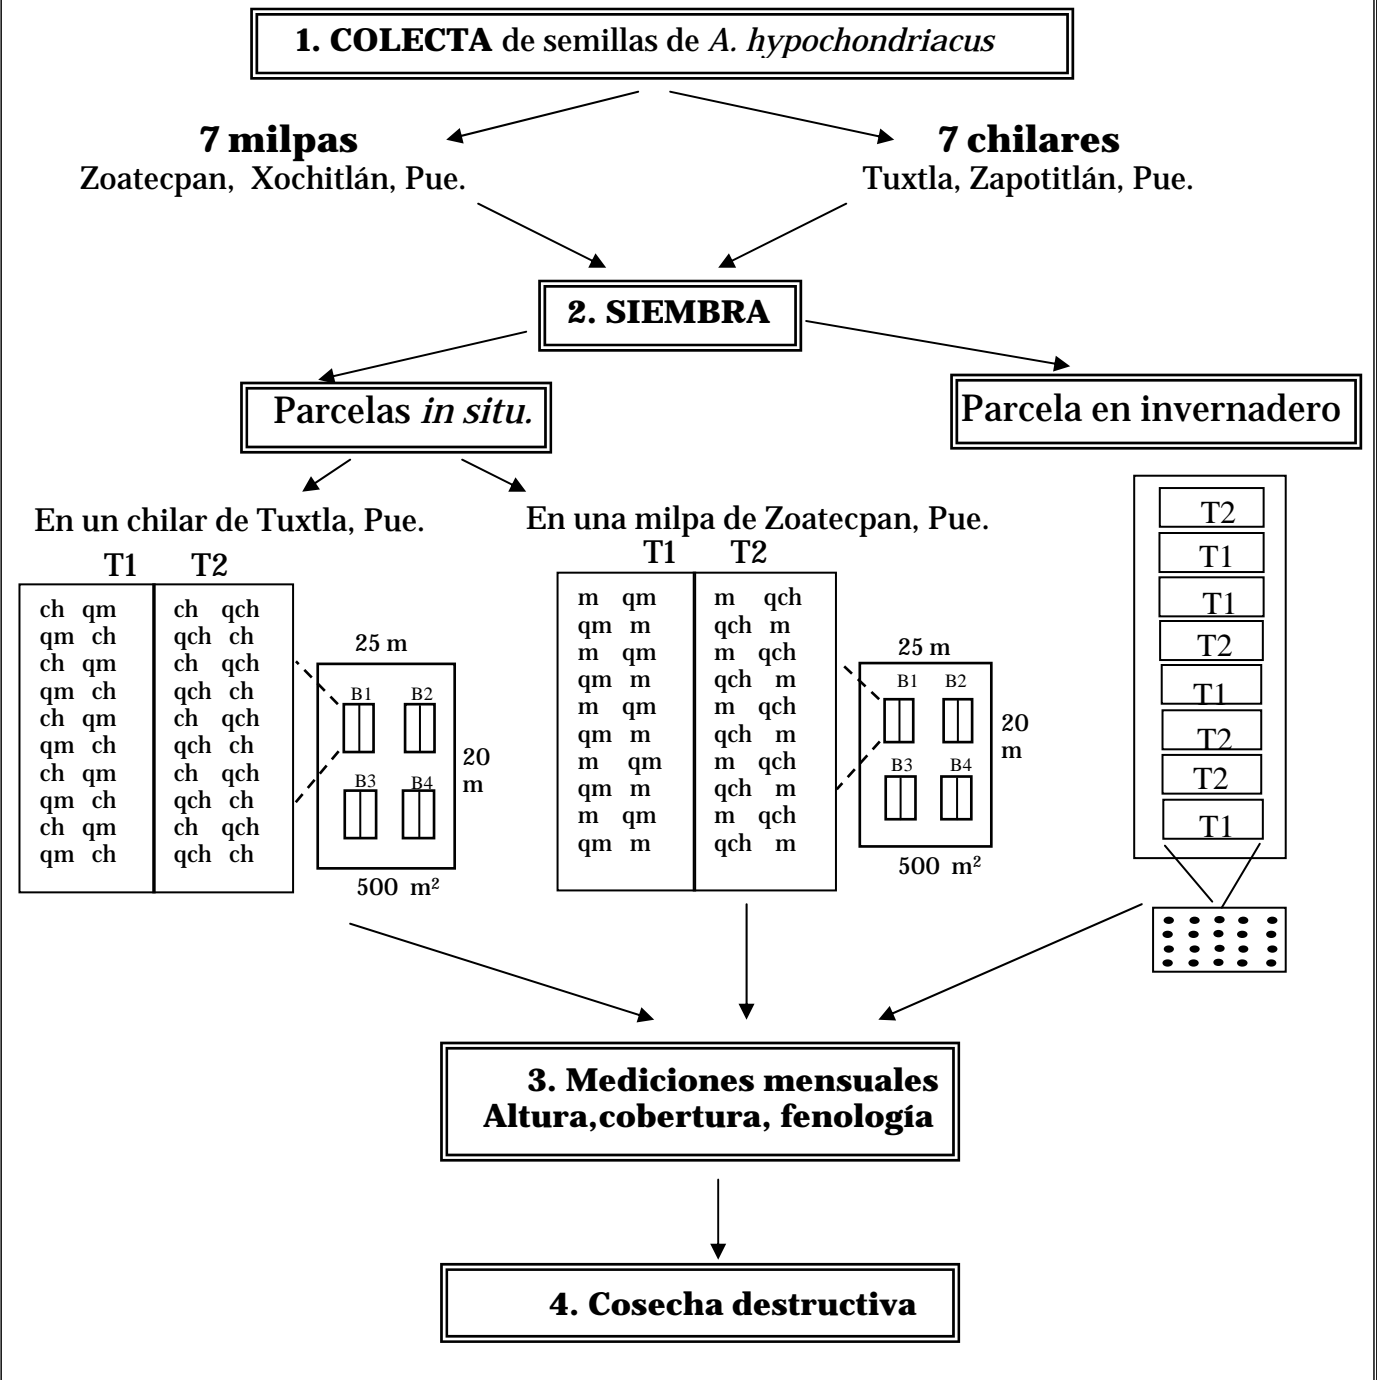 1. COLECTA de semillas de A. hypochondriacus
7 milpas
Zoatecpan, Xochitlán, Pue.
7 chilares
Tuxtla, Zapotitlán, Pue.
2. SIEMBRA
Parcelas in situ.
Parcela en invernadero
En un chilar de Tuxtla, Pue.
T1 T2
ch qm ch qch
qm ch qch ch
ch qm ch qch
qm ch qch ch
ch qm ch qch
qm ch qch ch
ch qm ch qch
qm ch qch ch
ch qm ch qch
qm ch qch ch
25 m
B1 B2
B3 B4
20
m
500 m²
En una milpa de Zoatecpan, Pue.
T1 T2
m qm m qch
qm m qch m
m qm m qch
qm m qch m
m qm m qch
qm m qch m
m qm m qch
qm m qch m
m qm m qch
qm m qch m
25 m
B1 B2
B3 B4
20
m
500 m²
T2
T1
T1
T2
T1
T2
T2
T1
3. Mediciones mensuales
Altura,cobertura, fenología
4. Cosecha destructiva